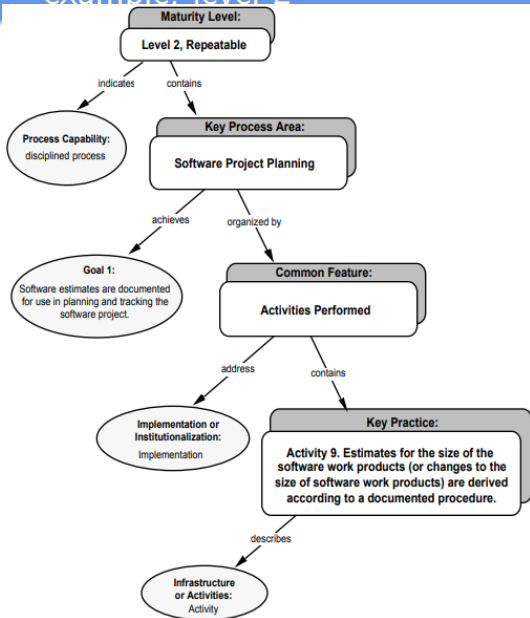 example: level 2
Maturity Level:
Level 2, Repeatable
indicates
contains
Process Capability:
disciplined process
Key Process Area:
Software Project Planning
achieves
organized by
Goal 1:
Software estimates are documented
for use in planning and tracking the
software project.
Common Feature:
Activities Performed
address
contains
Implementation or
Institutionalization:
Implementation
Key Practice:
Activity 9. Estimates for the size of the
software work products (or changes to the
size of software work products) are derived
according to a documented procedure.
describes
Infrastructure
or Activities:
Activity